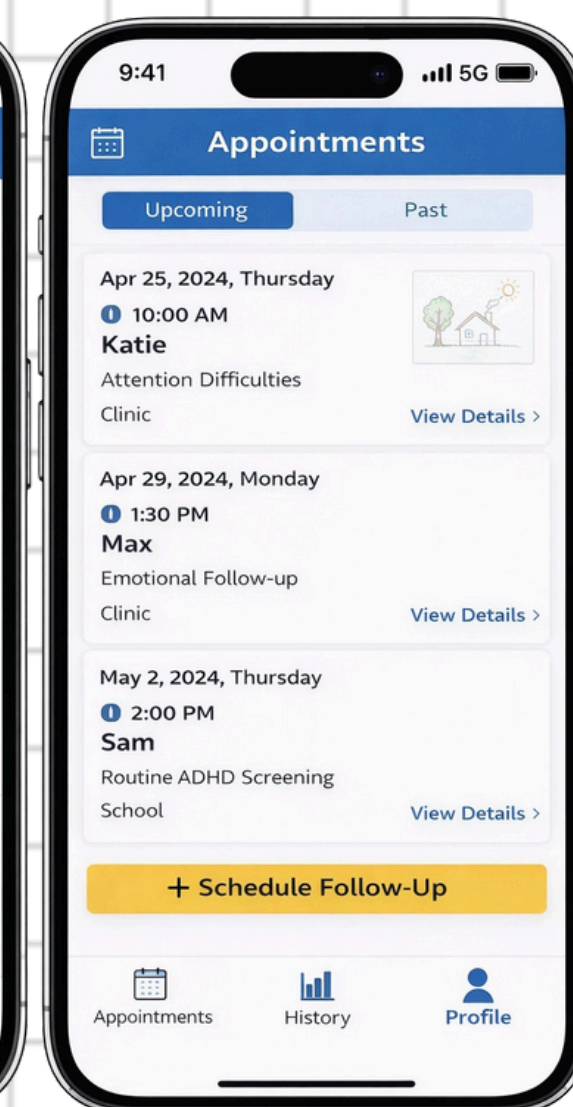 9:41
5G
Appointments
Upcoming Past
Apr 25, 2024, Thursday
10:00 AM
Katie
Attention Difficulties
Clinic
View Details >
Apr 29, 2024, Monday
1:30 PM
Max
Emotional Follow-up
Clinic
View Details >
May 2, 2024, Thursday
2:00 PM
Sam
Routine ADHD Screening
School
View Details >
+ Schedule Follow-Up
Appointments History Profile